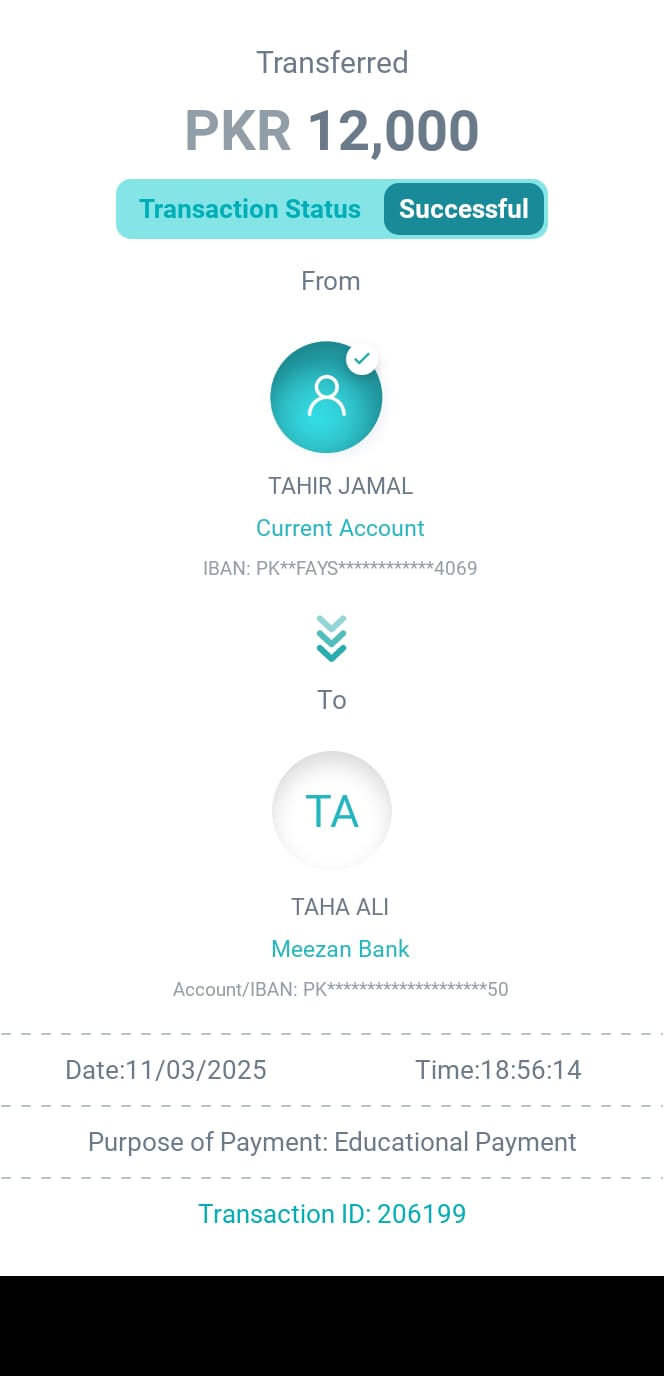 Transferred
PKR 12,000
Transaction Status Successful
From
TAHIR JAMAL
Current Account
IBAN: PK**FAYS************4069
To
TA
TAHA ALI
Meezan Bank
Account/IBAN: PK********************50
Date:11/03/2025 Time:18:56:14
Purpose of Payment: Educational Payment
Transaction ID: 206199